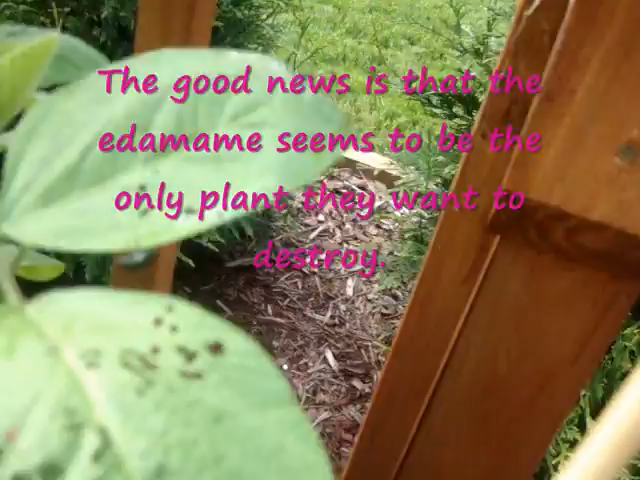 The good news is that the
edamame seems to be the
only plant they want to
destroy.